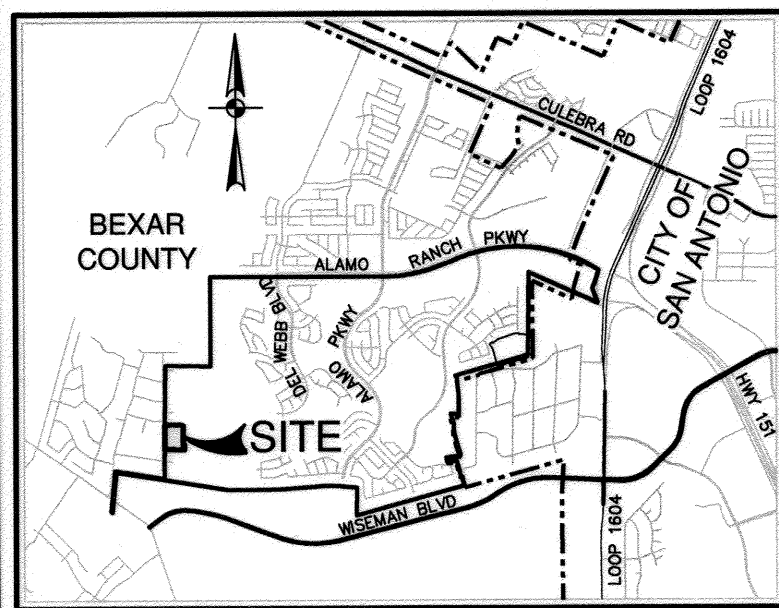 CULEBRA RD
LOOP 1604
CITY OF
SAN ANTONIO
BEXAR
COUNTY
ALAMO RANCH PKWY
DEL WEBB BLVD
ALAMO PKWY
HWY 151
SITE
WISEMAN BLVD
LOOP 1604